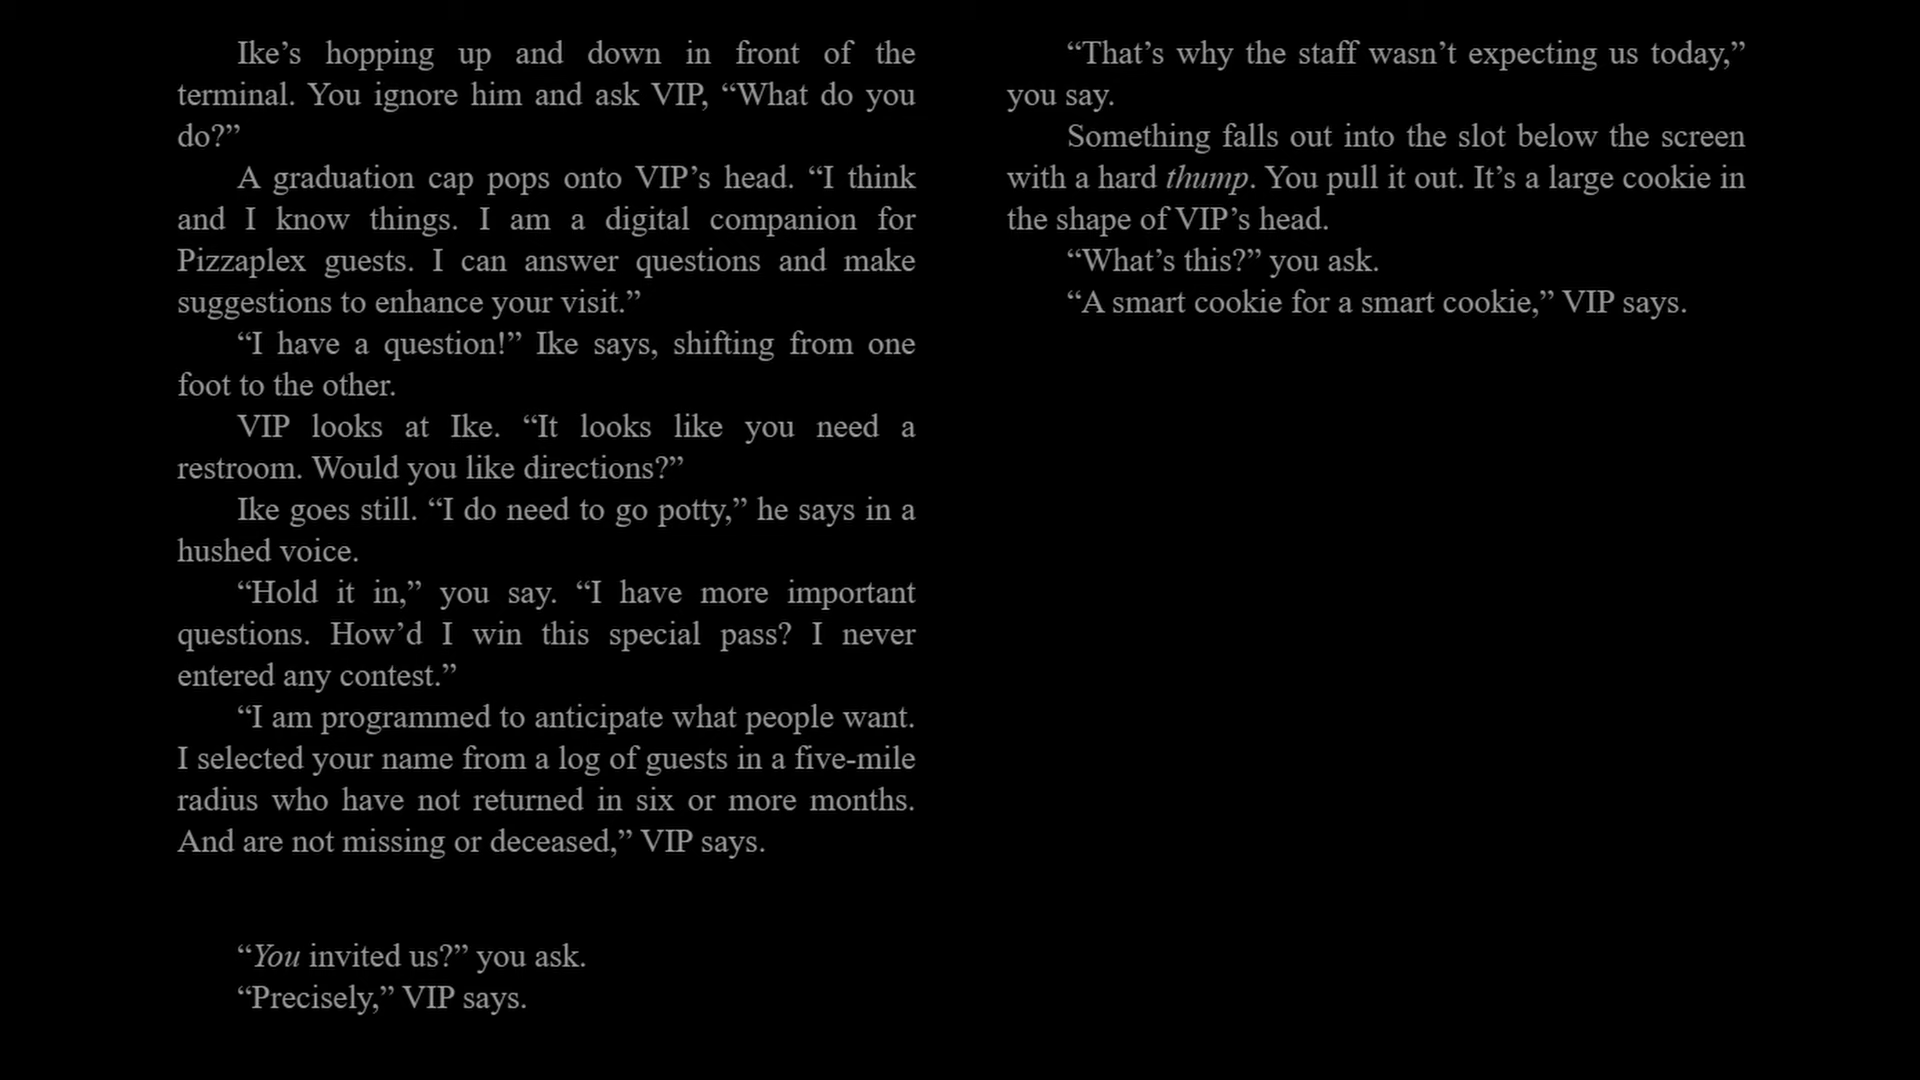 Ike’s hopping up and down in front of the
terminal. You ignore him and ask VIP, “What do you
do?”
A graduation cap pops onto VIP’s head. “I think
and I know things. I am a digital companion for
Pizzaplex guests. I can answer questions and make
suggestions to enhance your visit.”
“I have a question!” Ike says, shifting from one
foot to the other.
VIP looks at Ike. “It looks like you need a
restroom. Would you like directions?”
Ike goes still. “I do need to go potty,” he says in a
hushed voice.
“Hold it in,” you say. “I have more important
questions. How’d I win this special pass? I never
entered any contest.”
“I am programmed to anticipate what people want.
I selected your name from a log of guests in a five-mile
radius who have not returned in six or more months.
And are not missing or deceased,” VIP says.
“You invited us?” you ask.
“Precisely,” VIP says.
“That’s why the staff wasn’t expecting us today,”
you say.
Something falls out into the slot below the screen
with a hard thump. You pull it out. It’s a large cookie in
the shape of VIP’s head.
“What’s this?” you ask.
“A smart cookie for a smart cookie,” VIP says.